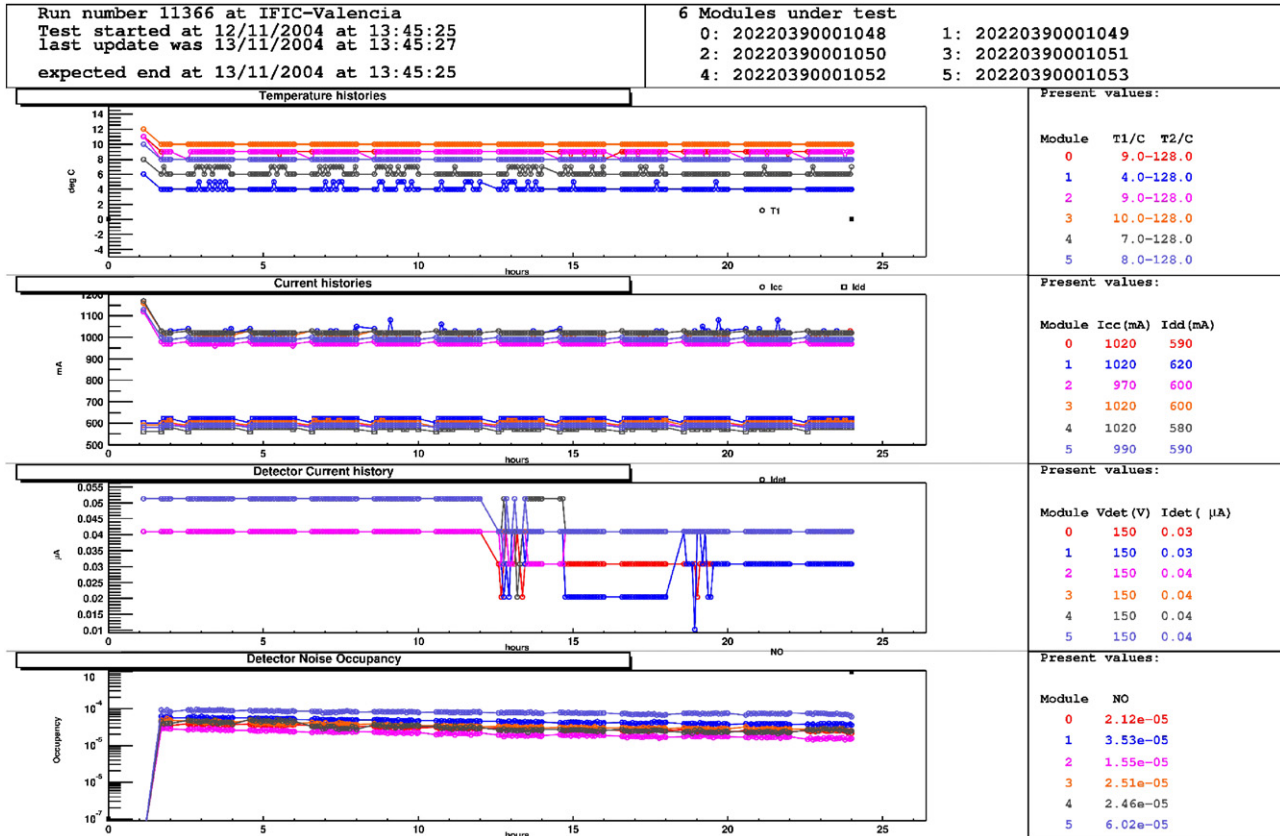 Run number 11366 at IFIC-Valencia
Test started at 12/11/2004 at 13:45:25
last update was 13/11/2004 at 13:45:27
expected end at 13/11/2004 at 13:45:25
6 Modules under test
0: 20220390001048 1: 20220390001049
2: 20220390001050 3: 20220390001051
4: 20220390001052 5: 20220390001053
Temperature histories
deg C
14
12
10
8
6
4
2
0
-2
-4
T1
0 5 10 15 20 25
hours
Present values:
Module T1/C T2/C
0 9.0-128.0
1 4.0-128.0
2 9.0-128.0
3 10.0-128.0
4 7.0-128.0
5 8.0-128.0
Current histories
Icc Idd
mA
1200
1100
1000
900
800
700
600
500
0 5 10 15 20 25
hours
Present values:
Module Icc(mA) Idd(mA)
0 1020 590
1 1020 620
2 970 600
3 1020 600
4 1020 580
5 990 590
Detector Current history
Idet
µA
0.055
0.05
0.045
0.04
0.035
0.03
0.025
0.02
0.015
0.01
0 5 10 15 20 25
hours
Present values:
Module Vdet(V) Idet( µA)
0 150 0.03
1 150 0.03
2 150 0.04
3 150 0.04
4 150 0.04
5 150 0.04
Detector Noise Occupancy
NO
Occupancy
10
10-4
10-5
10-5
10-7
0 5 10 15 20 25
hours
Present values:
Module NO
0 2.12e-05
1 3.53e-05
2 1.55e-05
3 2.51e-05
4 2.46e-05
5 6.02e-05